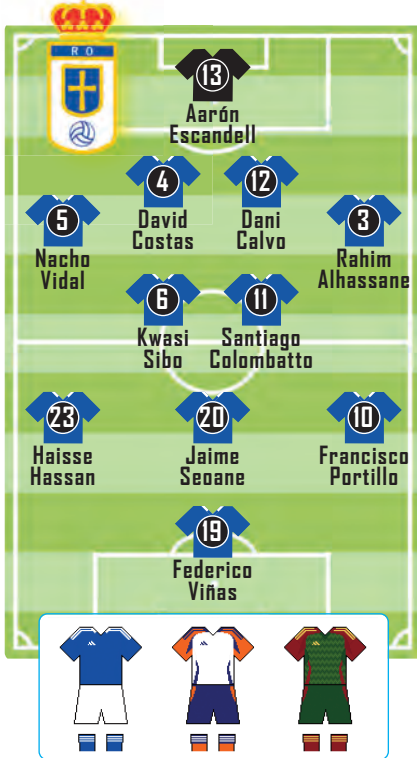 R O
13
Aarón
Escandell
4
David
Costas
12
Dani
Calvo
5
Nacho
Vidal
3
Rahim
Alhassane
6
Kwasi
Sibo
11
Santiago
Colombatto
23
Haisse
Hassan
20
Jaime
Seoane
10
Francisco
Portillo
19
Federico
Viñas